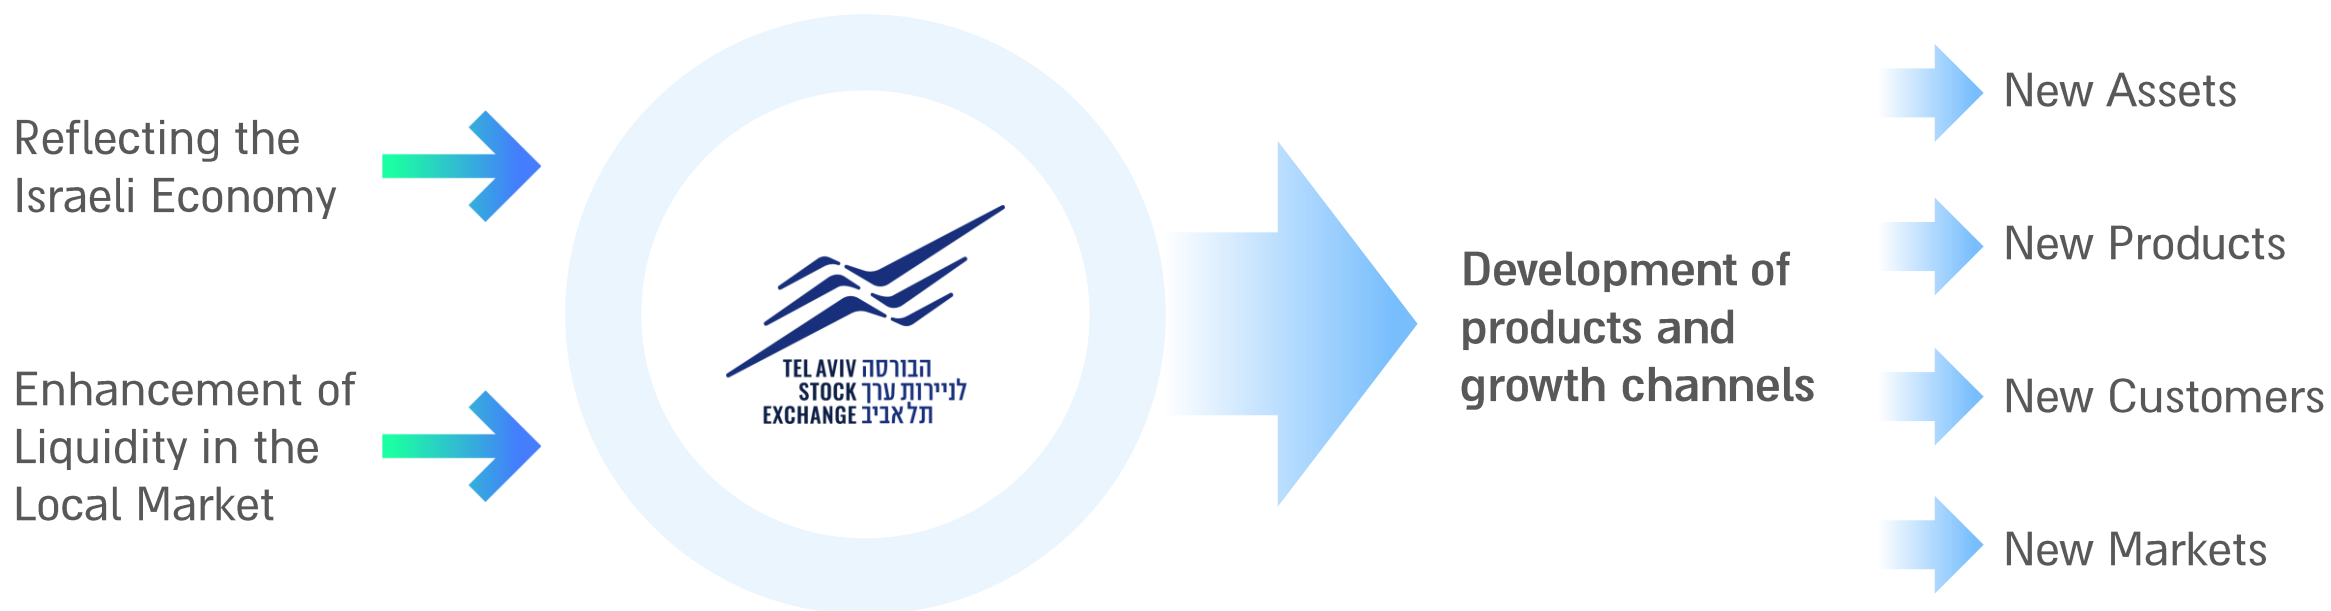 Reflecting the
Israeli Economy
Enhancement of
Liquidity in the
Local Market
TEL AVIV הבורסה
STOCK לניירות ערך
EXCHANGE תל אביב
Development of
products and
growth channels
New Assets
New Products
New Customers
New Markets